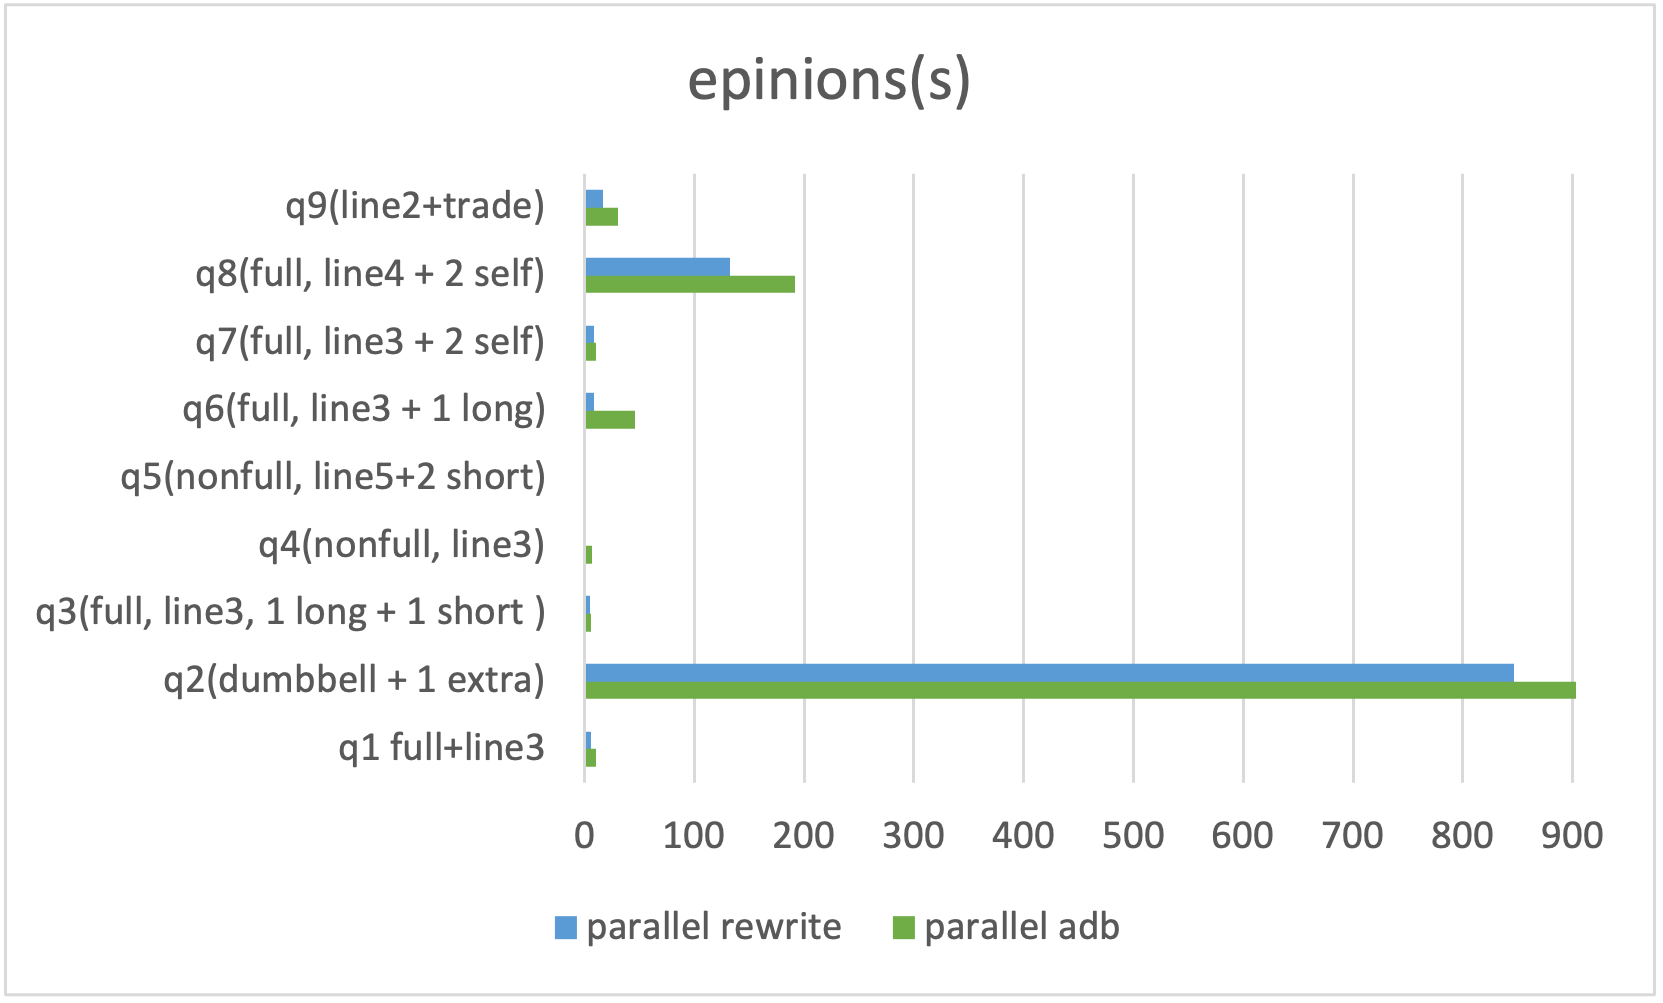 epinions(s)
q9(line2+trade)
q8(full, line4 + 2 self)
q7(full, line3 + 2 self)
q6(full, line3 + 1 long)
q5(nonfull, line5+2 short)
q4(nonfull, line3)
q3(full, line3, 1 long + 1 short )
q2(dumbbell + 1 extra)
q1 full+line3
0 100 200 300 400 500 600 700 800 900
parallel rewrite parallel adb